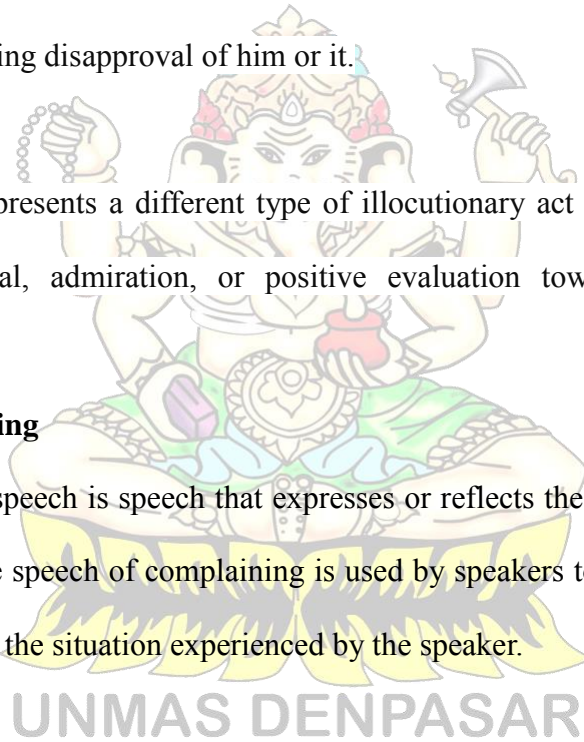 ing disapproval of him or it.
presents a different type of illocutionary act
al, admiration, or positive evaluation tow
ing
speech is speech that expresses or reflects the
e speech of complaining is used by speakers t
the situation experienced by the speaker.
UNMAS DENPASAR